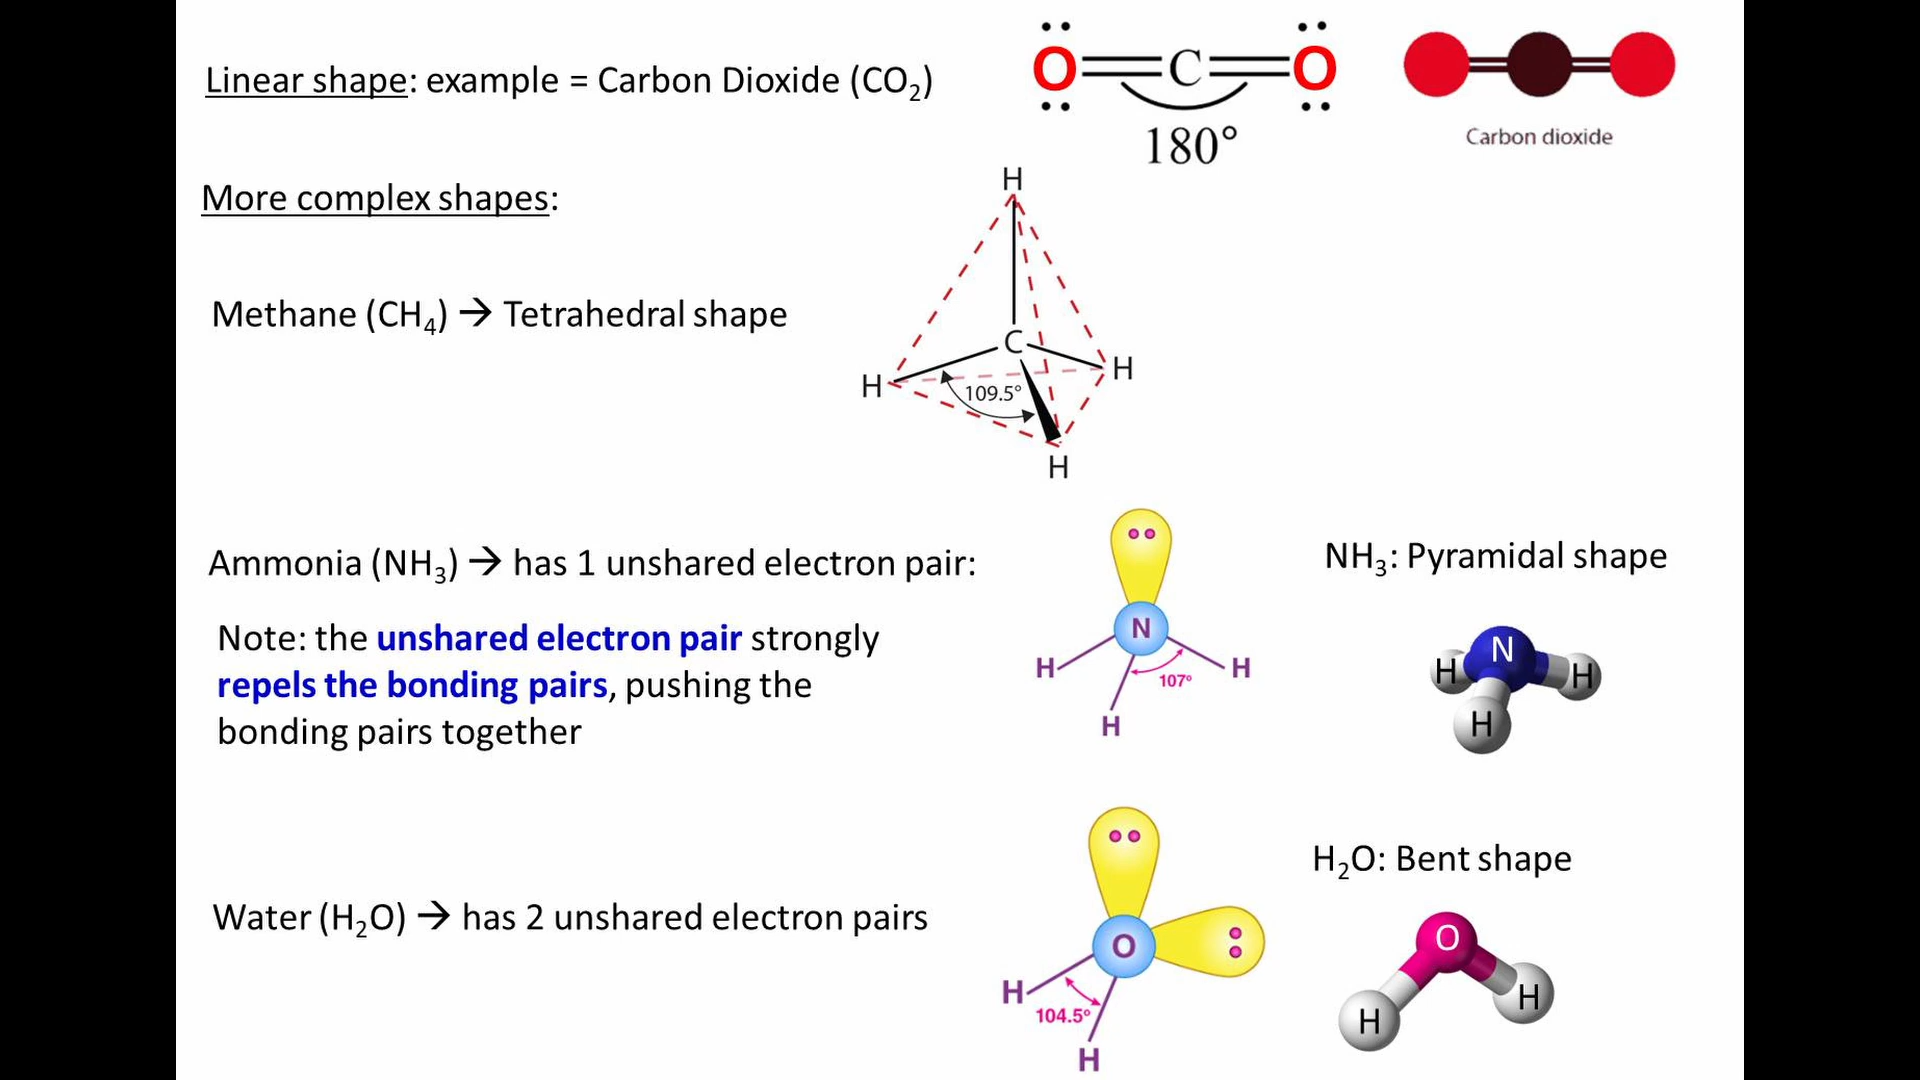 Linear shape: example = Carbon Dioxide (CO₂)
O C O
180°
Carbon dioxide
More complex shapes:
H
Methane (CH₄) → Tetrahedral shape
C
H
H
109.5°
H
Ammonia (NH₃) → has 1 unshared electron pair:
NH₃: Pyramidal shape
Note: the unshared electron pair strongly
repels the bonding pairs, pushing the
bonding pairs together
N
H H
107°
H
N
H H
H
H₂O: Bent shape
Water (H₂O) → has 2 unshared electron pairs
O
H
104.5°
H
O
H
H